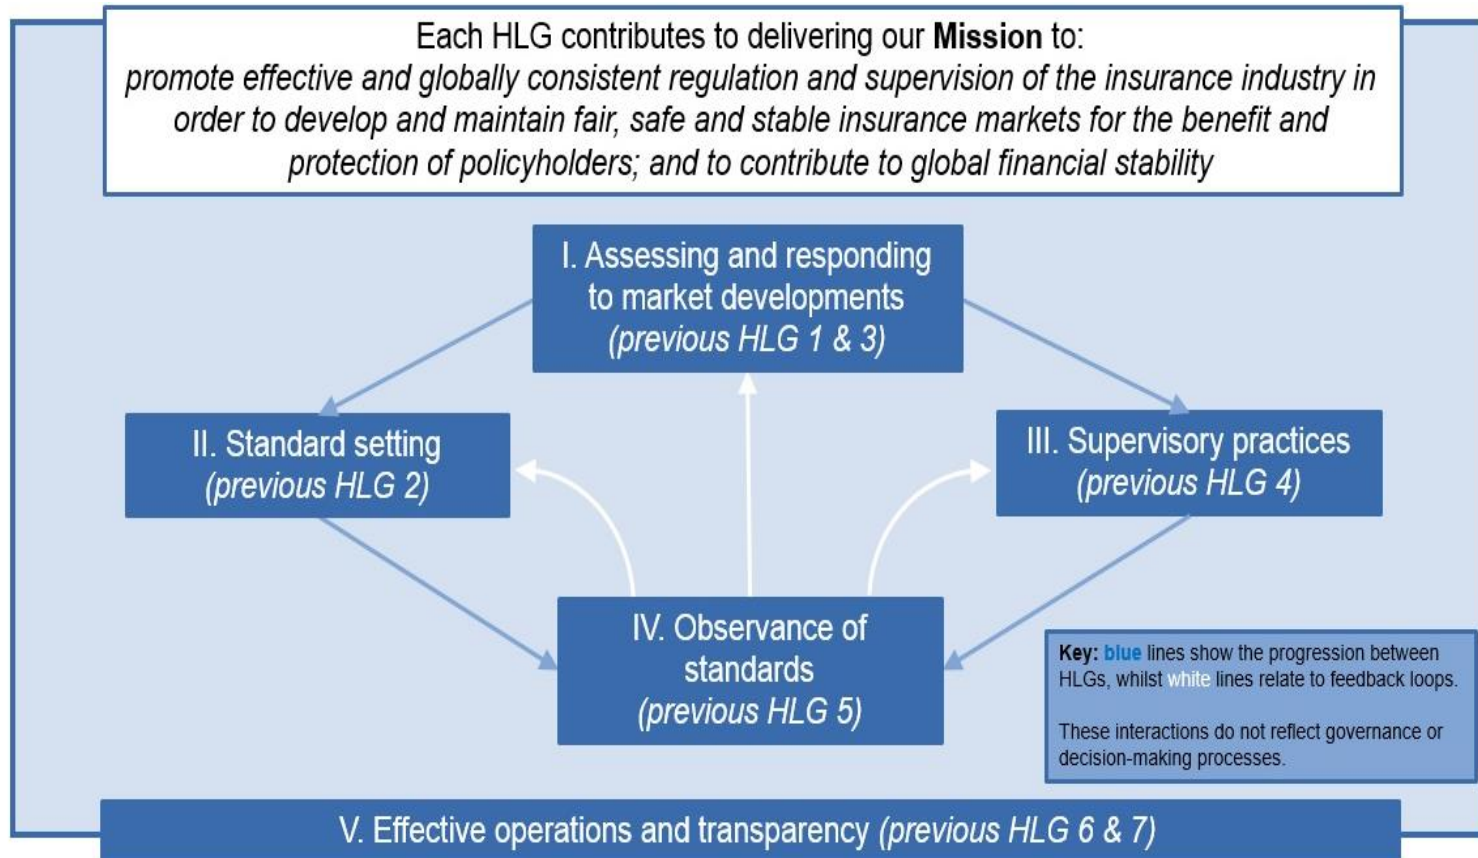 Each HLG contributes to delivering our Mission to:
promote effective and globally consistent regulation and supervision of the insurance industry in
order to develop and maintain fair, safe and stable insurance markets for the benefit and
protection of policyholders; and to contribute to global financial stability
I. Assessing and responding
to market developments
(previous HLG 1 & 3)
II. Standard setting
(previous HLG 2)
III. Supervisory practices
(previous HLG 4)
IV. Observance of
standards
(previous HLG 5)
Key: blue lines show the progression between
HLGs, whilst white lines relate to feedback loops.
These interactions do not reflect governance or
decision-making processes.
V. Effective operations and transparency (previous HLG 6 & 7)